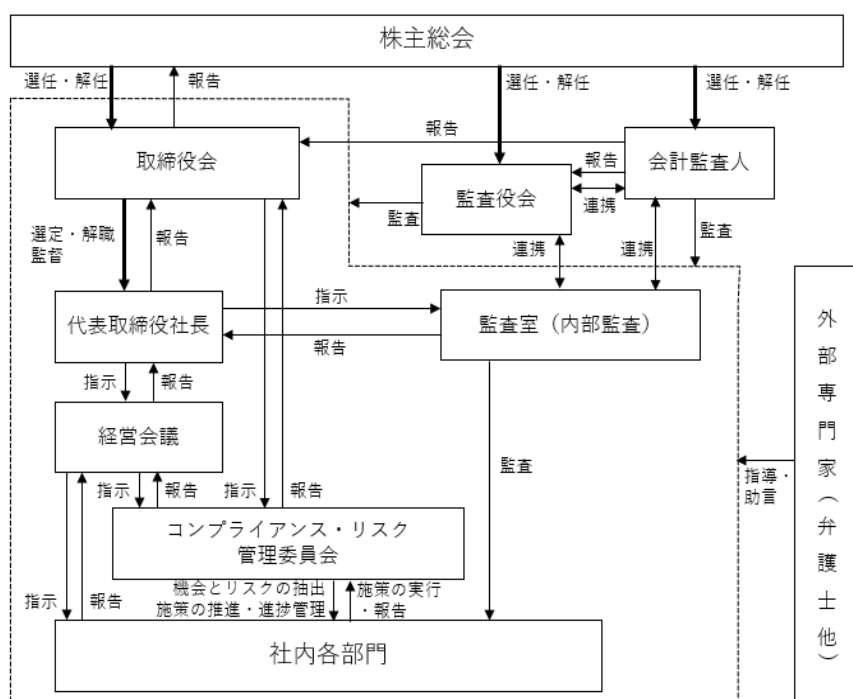 株主総会
選任・解任
報告
選任・解任
選任・解任
報告
取締役会
会計監査人
報告
監査役会
連携
監査
監査
選定・解職
監督
報告
連携
連携
指示
代表取締役社長
監査室（内部監査）
報告
指示
報告
経営会議
外部専門家（弁護士他）
指導・
助言
監査
指示
報告
指示
報告
コンプライアンス・リスク
管理委員会
機会とリスクの抽出
施策の推進・進捗管理
施策の実行
・報告
指示
報告
社内各部門